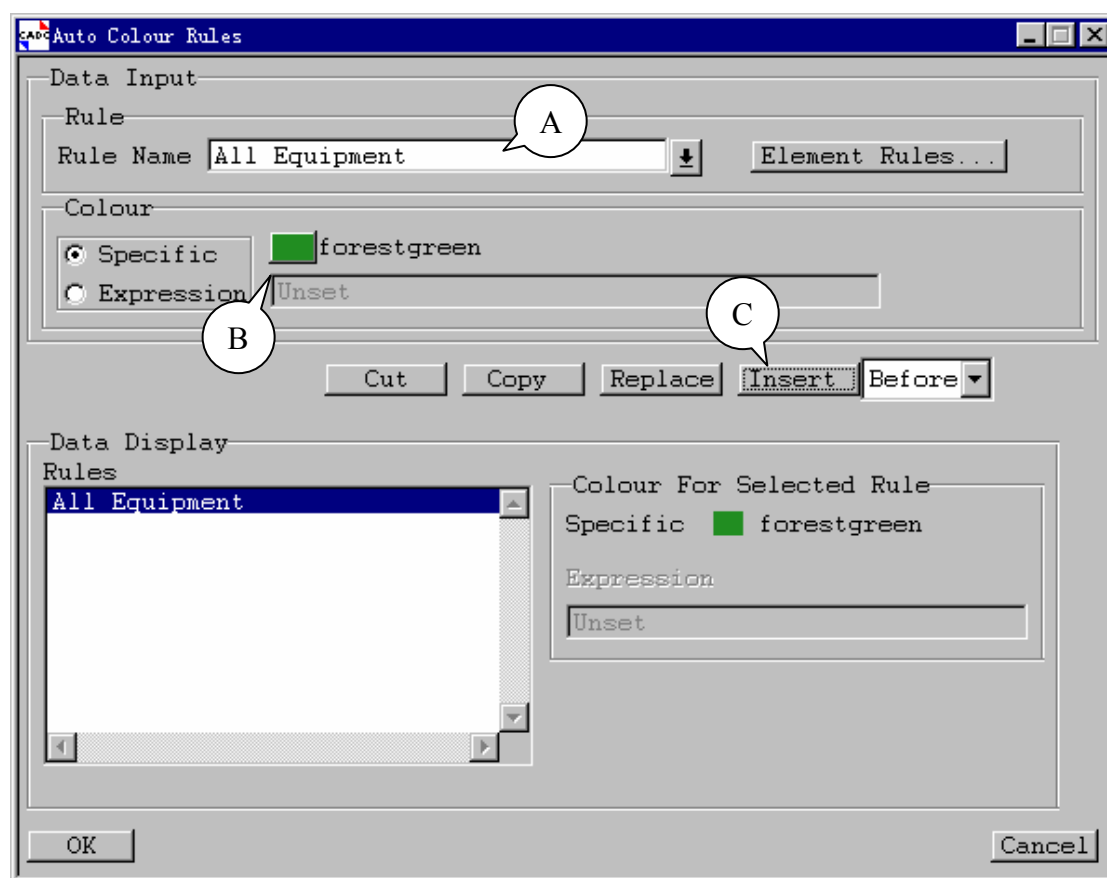 CADC Auto Colour Rules
Data Input
Rule
A
Rule Name All Equipment Element Rules...
Colour
Specific forestgreen
Expression Unset
B
C
Cut Copy Replace Insert Before
Data Display
Rules
All Equipment
Colour For Selected Rule
Specific forestgreen
Expression
Unset
OK Cancel